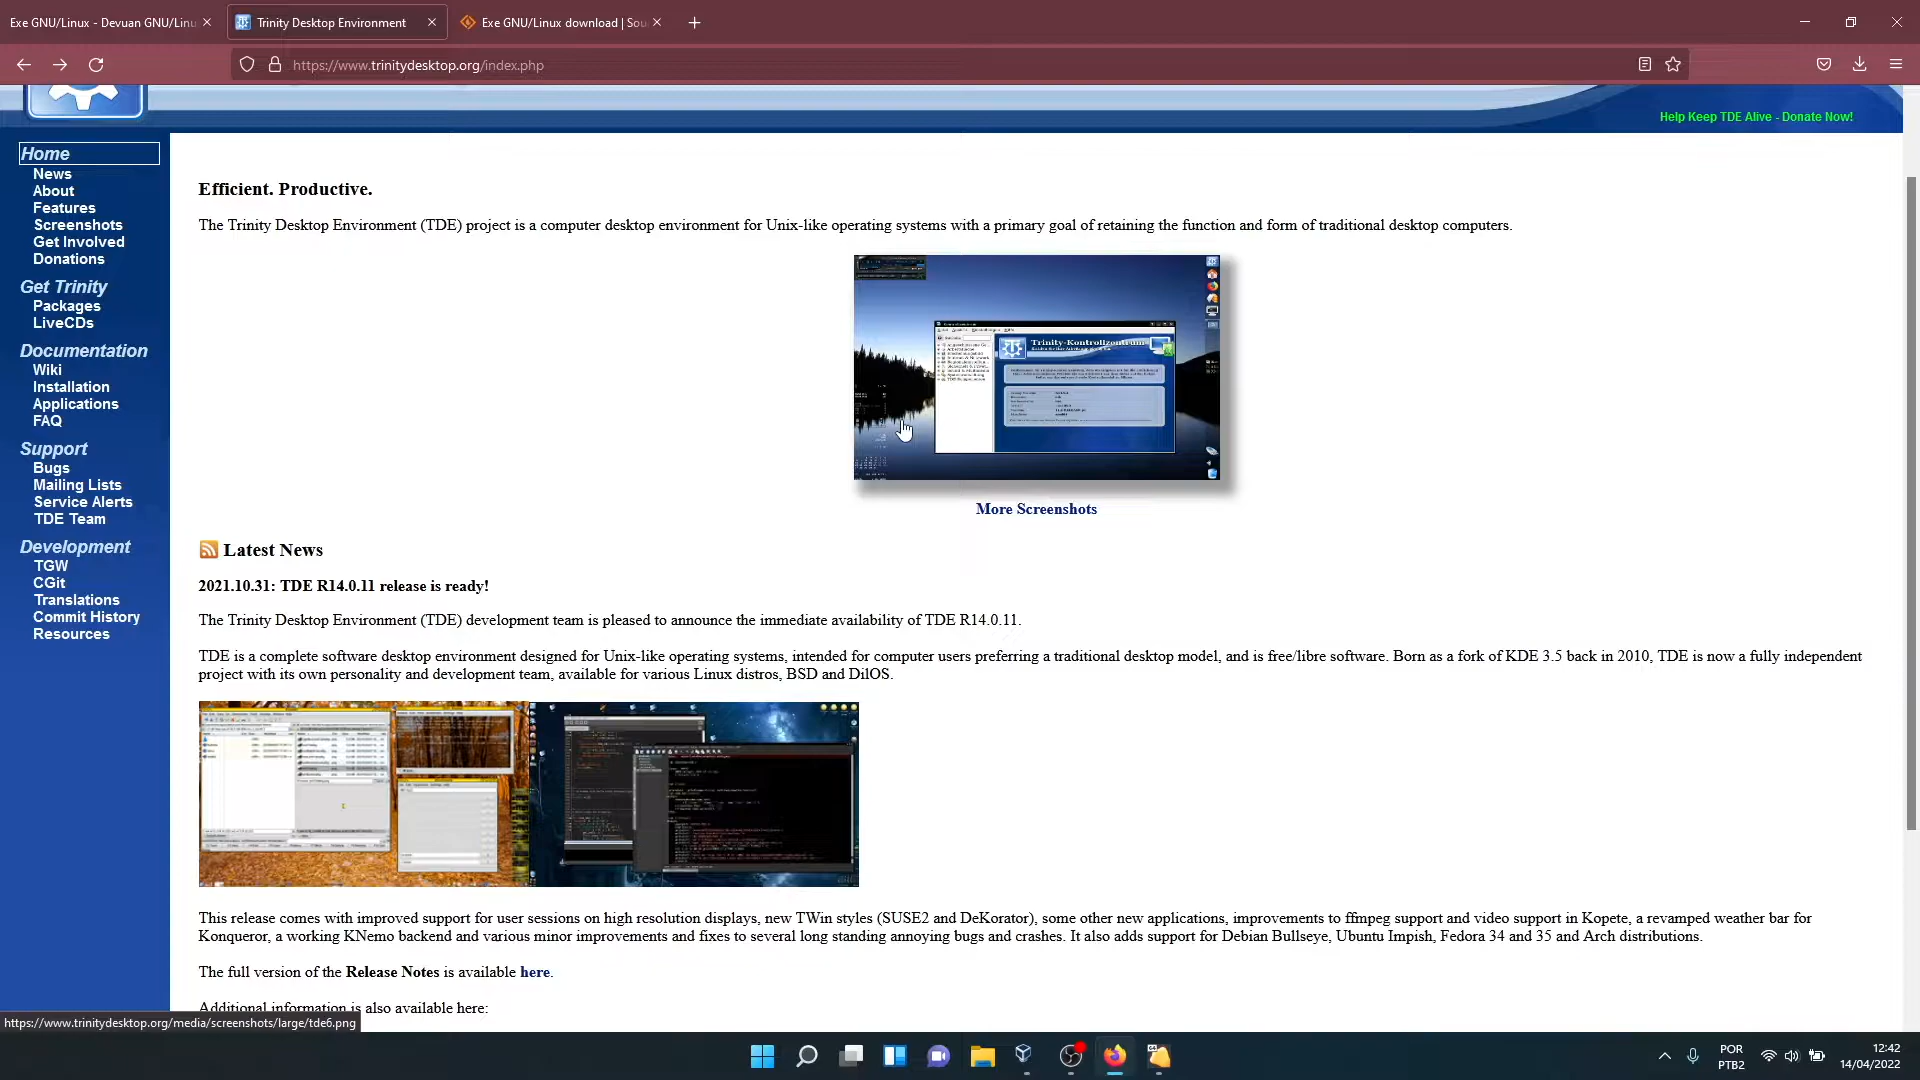 Exe GNU/Linux - Devuan GNU/Linu
Trinity Desktop Environment
Exe GNU/Linux download | Sou
https://www.trinitydesktop.org/index.php
Help Keep TDE Alive - Donate Now!
Home
News
About
Features
Screenshots
Get Involved
Donations
Get Trinity
Packages
LiveCDs
Documentation
Wiki
Installation
Applications
FAQ
Support
Bugs
Mailing Lists
Service Alerts
TDE Team
Development
TGW
CGit
Translations
Commit History
Resources
Efficient. Productive.
The Trinity Desktop Environment (TDE) project is a computer desktop environment for Unix-like operating systems with a primary goal of retaining the function and form of traditional desktop computers.
Trinity-Kontrollzentrum
More Screenshots
Latest News
2021.10.31: TDE R14.0.11 release is ready!
The Trinity Desktop Environment (TDE) development team is pleased to announce the immediate availability of TDE R14.0.11.
TDE is a complete software desktop environment designed for Unix-like operating systems, intended for computer users preferring a traditional desktop model, and is free/libre software. Born as a fork of KDE 3.5 back in 2010, TDE is now a fully independent
project with its own personality and development team, available for various Linux distros, BSD and DilOS.
This release comes with improved support for user sessions on high resolution displays, new TWin styles (SUSE2 and DeKorator), some other new applications, improvements to ffmpeg support and video support in Kopete, a revamped weather bar for
Konqueror, a working KNemo backend and various minor improvements and fixes to several long standing annoying bugs and crashes. It also adds support for Debian Bullseye, Ubuntu Impish, Fedora 34 and 35 and Arch distributions.
The full version of the Release Notes is available here.
Additional information is also available here:
https://www.trinitydesktop.org/media/screenshots/large/tde6.png
POR
PTB2
12:42
14/04/2022